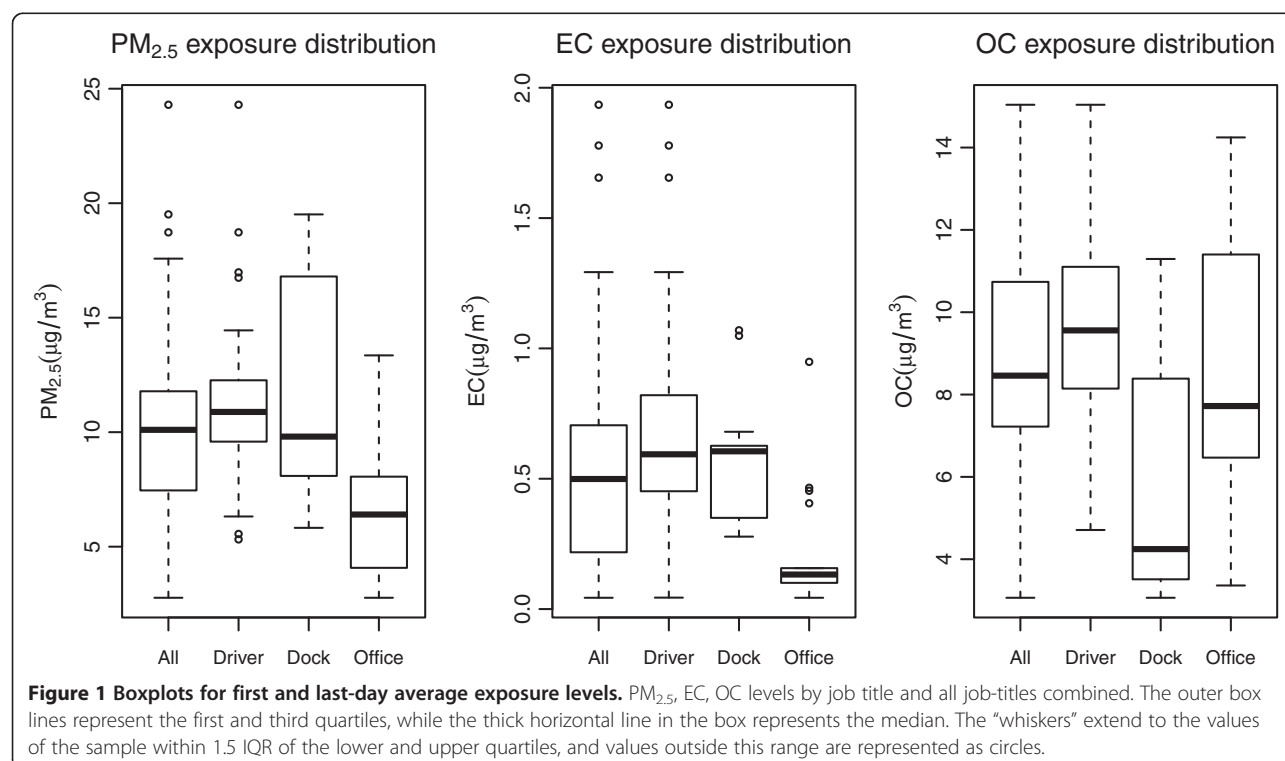 PM2.5 exposure distribution
EC exposure distribution
OC exposure distribution
PM2.5(μg/m3)
25
20
15
10
5
All Driver Dock Office
EC(μg/m3)
2.0
1.5
1.0
0.5
0.0
All Driver Dock Office
OC(μg/m3)
14
12
10
8
6
4
All Driver Dock Office
Figure 1 Boxplots for first and last-day average exposure levels. PM2.5, EC, OC levels by job title and all job-titles combined. The outer box
lines represent the first and third quartiles, while the thick horizontal line in the box represents the median. The “whiskers” extend to the values
of the sample within 1.5 IQR of the lower and upper quartiles, and values outside this range are represented as circles.